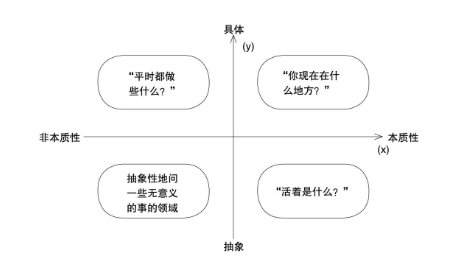 具体
(y)
“平时都做
些什么？”
“你现在在什
么地方？”
非本质性
本质性
(x)
抽象性地问
一些无意义
的事的领域
“活着是什么？”
抽象